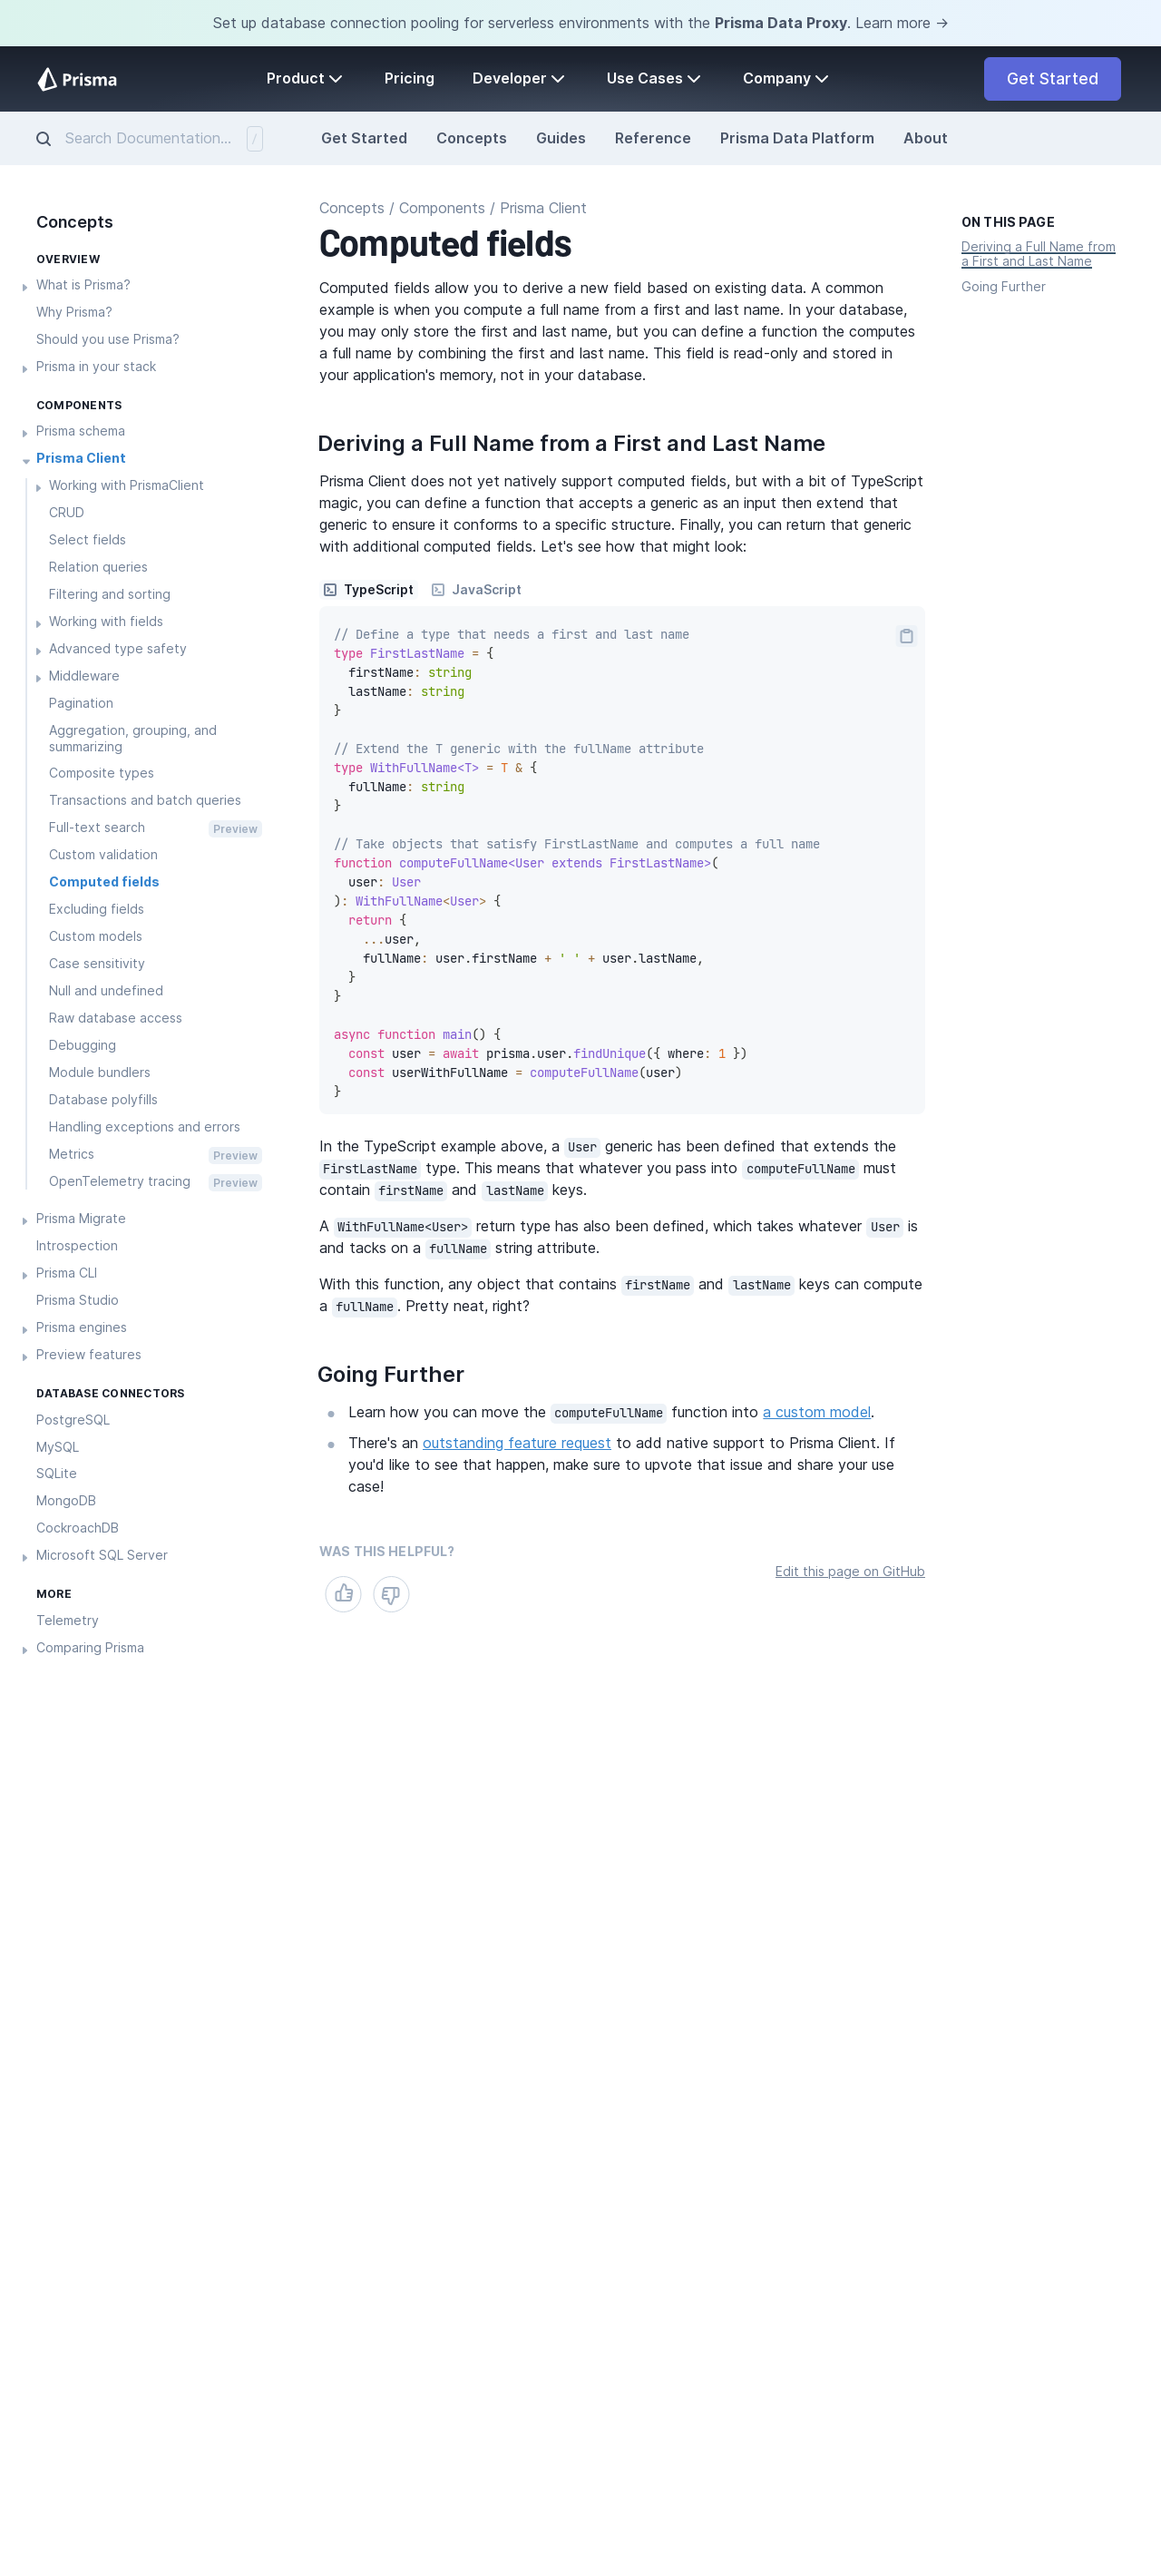 Set up database connection pooling for serverless environments with the Prisma Data Proxy. Learn more →
Prisma
Product
Pricing
Developer
Use Cases
Company
Get Started
Search Documentation...
/
Get Started
Concepts
Guides
Reference
Prisma Data Platform
About
Concepts
OVERVIEW
What is Prisma?
Why Prisma?
Should you use Prisma?
Prisma in your stack
COMPONENTS
Prisma schema
Prisma Client
Working with PrismaClient
CRUD
Select fields
Relation queries
Filtering and sorting
Working with fields
Advanced type safety
Middleware
Pagination
Aggregation, grouping, and
summarizing
Composite types
Transactions and batch queries
Full-text search Preview
Custom validation
Computed fields
Excluding fields
Custom models
Case sensitivity
Null and undefined
Raw database access
Debugging
Module bundlers
Database polyfills
Handling exceptions and errors
Metrics Preview
OpenTelemetry tracing Preview
Prisma Migrate
Introspection
Prisma CLI
Prisma Studio
Prisma engines
Preview features
DATABASE CONNECTORS
PostgreSQL
MySQL
SQLite
MongoDB
CockroachDB
Microsoft SQL Server
MORE
Telemetry
Comparing Prisma
Concepts / Components / Prisma Client
Computed fields
Computed fields allow you to derive a new field based on existing data. A common
example is when you compute a full name from a first and last name. In your database,
you may only store the first and last name, but you can define a function the computes
a full name by combining the first and last name. This field is read-only and stored in
your application's memory, not in your database.
Deriving a Full Name from a First and Last Name
Prisma Client does not yet natively support computed fields, but with a bit of TypeScript
magic, you can define a function that accepts a generic as an input then extend that
generic to ensure it conforms to a specific structure. Finally, you can return that generic
with additional computed fields. Let's see how that might look:
TypeScript
JavaScript
// Define a type that needs a first and last name
type FirstLastName = {
  firstName: string
  lastName: string
}
// Extend the T generic with the fullName attribute
type WithFullName<T> = T & {
  fullName: string
}
// Take objects that satisfy FirstLastName and computes a full name
function computeFullName<User extends FirstLastName>(
  user: User
): WithFullName<User> {
  return {
    ...user,
    fullName: user.firstName + ' ' + user.lastName,
  }
}
async function main() {
  const user = await prisma.user.findUnique({ where: 1 })
  const userWithFullName = computeFullName(user)
}
In the TypeScript example above, a User generic has been defined that extends the
FirstLastName type. This means that whatever you pass into computeFullName must
contain firstName and lastName keys.
A WithFullName<User> return type has also been defined, which takes whatever User is
and tacks on a fullName string attribute.
With this function, any object that contains firstName and lastName keys can compute
a fullName. Pretty neat, right?
Going Further
Learn how you can move the computeFullName function into a custom model.
There's an outstanding feature request to add native support to Prisma Client. If
you'd like to see that happen, make sure to upvote that issue and share your use
case!
WAS THIS HELPFUL?
Edit this page on GitHub
ON THIS PAGE
Deriving a Full Name from
a First and Last Name
Going Further